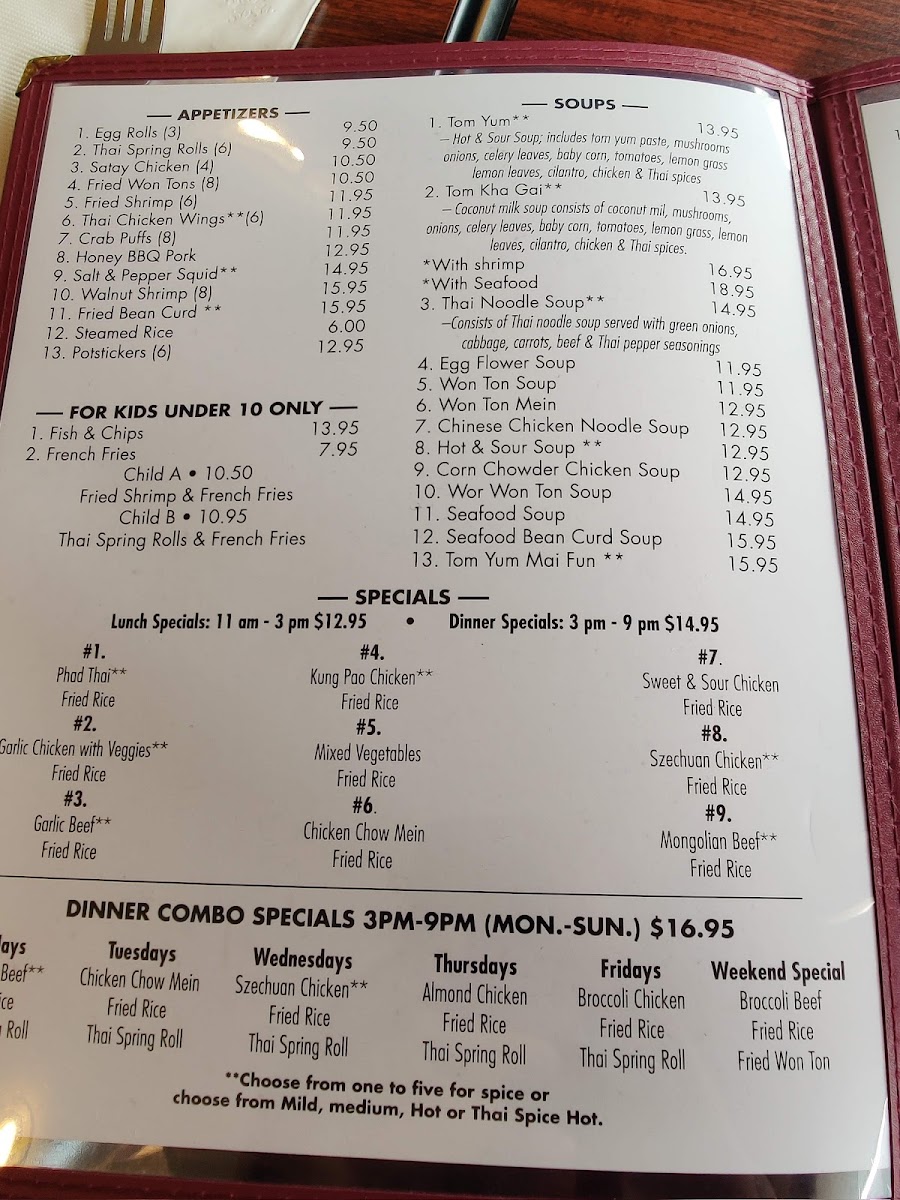 — APPETIZERS —
1. Egg Rolls (3) 9.50
2. Thai Spring Rolls (6) 9.50
3. Satay Chicken (4) 10.50
4. Fried Won Tons (8) 10.50
5. Fried Shrimp (6) 11.95
6. Thai Chicken Wings**(6) 11.95
7. Crab Puffs (8) 11.95
8. Honey BBQ Pork 12.95
9. Salt & Pepper Squid** 14.95
10. Walnut Shrimp (8) 15.95
11. Fried Bean Curd ** 15.95
12. Steamed Rice 6.00
13. Potstickers (6) 12.95
— FOR KIDS UNDER 10 ONLY —
1. Fish & Chips 13.95
2. French Fries 7.95
Child A • 10.50
Fried Shrimp & French Fries
Child B • 10.95
Thai Spring Rolls & French Fries
— SOUPS —
1. Tom Yum** 13.95
— Hot & Sour Soup; includes tom yum paste, mushrooms
onions, celery leaves, baby corn, tomatoes, lemon grass
lemon leaves, cilantro, chicken & Thai spices
2. Tom Kha Gai** 13.95
— Coconut milk soup consists of coconut mil, mushrooms,
onions, celery leaves, baby corn, tomatoes, lemon grass, lemon
leaves, cilantro, chicken & Thai spices.
*With shrimp 16.95
*With Seafood 18.95
3. Thai Noodle Soup** 14.95
—Consists of Thai noodle soup served with green onions,
cabbage, carrots, beef & Thai pepper seasonings
4. Egg Flower Soup 11.95
5. Won Ton Soup 11.95
6. Won Ton Mein 12.95
7. Chinese Chicken Noodle Soup 12.95
8. Hot & Sour Soup ** 12.95
9. Corn Chowder Chicken Soup 12.95
10. Wor Won Ton Soup 14.95
11. Seafood Soup 14.95
12. Seafood Bean Curd Soup 15.95
13. Tom Yum Mai Fun ** 15.95
— SPECIALS —
Lunch Specials: 11 am - 3 pm $12.95 • Dinner Specials: 3 pm - 9 pm $14.95
#1.
Phad Thai**
Fried Rice
#2.
Garlic Chicken with Veggies**
Fried Rice
#3.
Garlic Beef**
Fried Rice
#4.
Kung Pao Chicken**
Fried Rice
#5.
Mixed Vegetables
Fried Rice
#6.
Chicken Chow Mein
Fried Rice
#7.
Sweet & Sour Chicken
Fried Rice
#8.
Szechuan Chicken**
Fried Rice
#9.
Mongolian Beef**
Fried Rice
DINNER COMBO SPECIALS 3PM-9PM (MON.-SUN.) $16.95
Beef**
Roll
Tuesdays
Chicken Chow Mein
Fried Rice
Thai Spring Roll
Wednesdays
Szechuan Chicken**
Fried Rice
Thai Spring Roll
Thursdays
Almond Chicken
Fried Rice
Thai Spring Roll
Fridays
Broccoli Chicken
Fried Rice
Thai Spring Roll
Weekend Special
Broccoli Beef
Fried Rice
Fried Won Ton
**Choose from one to five for spice or
choose from Mild, medium, Hot or Thai Spice Hot.